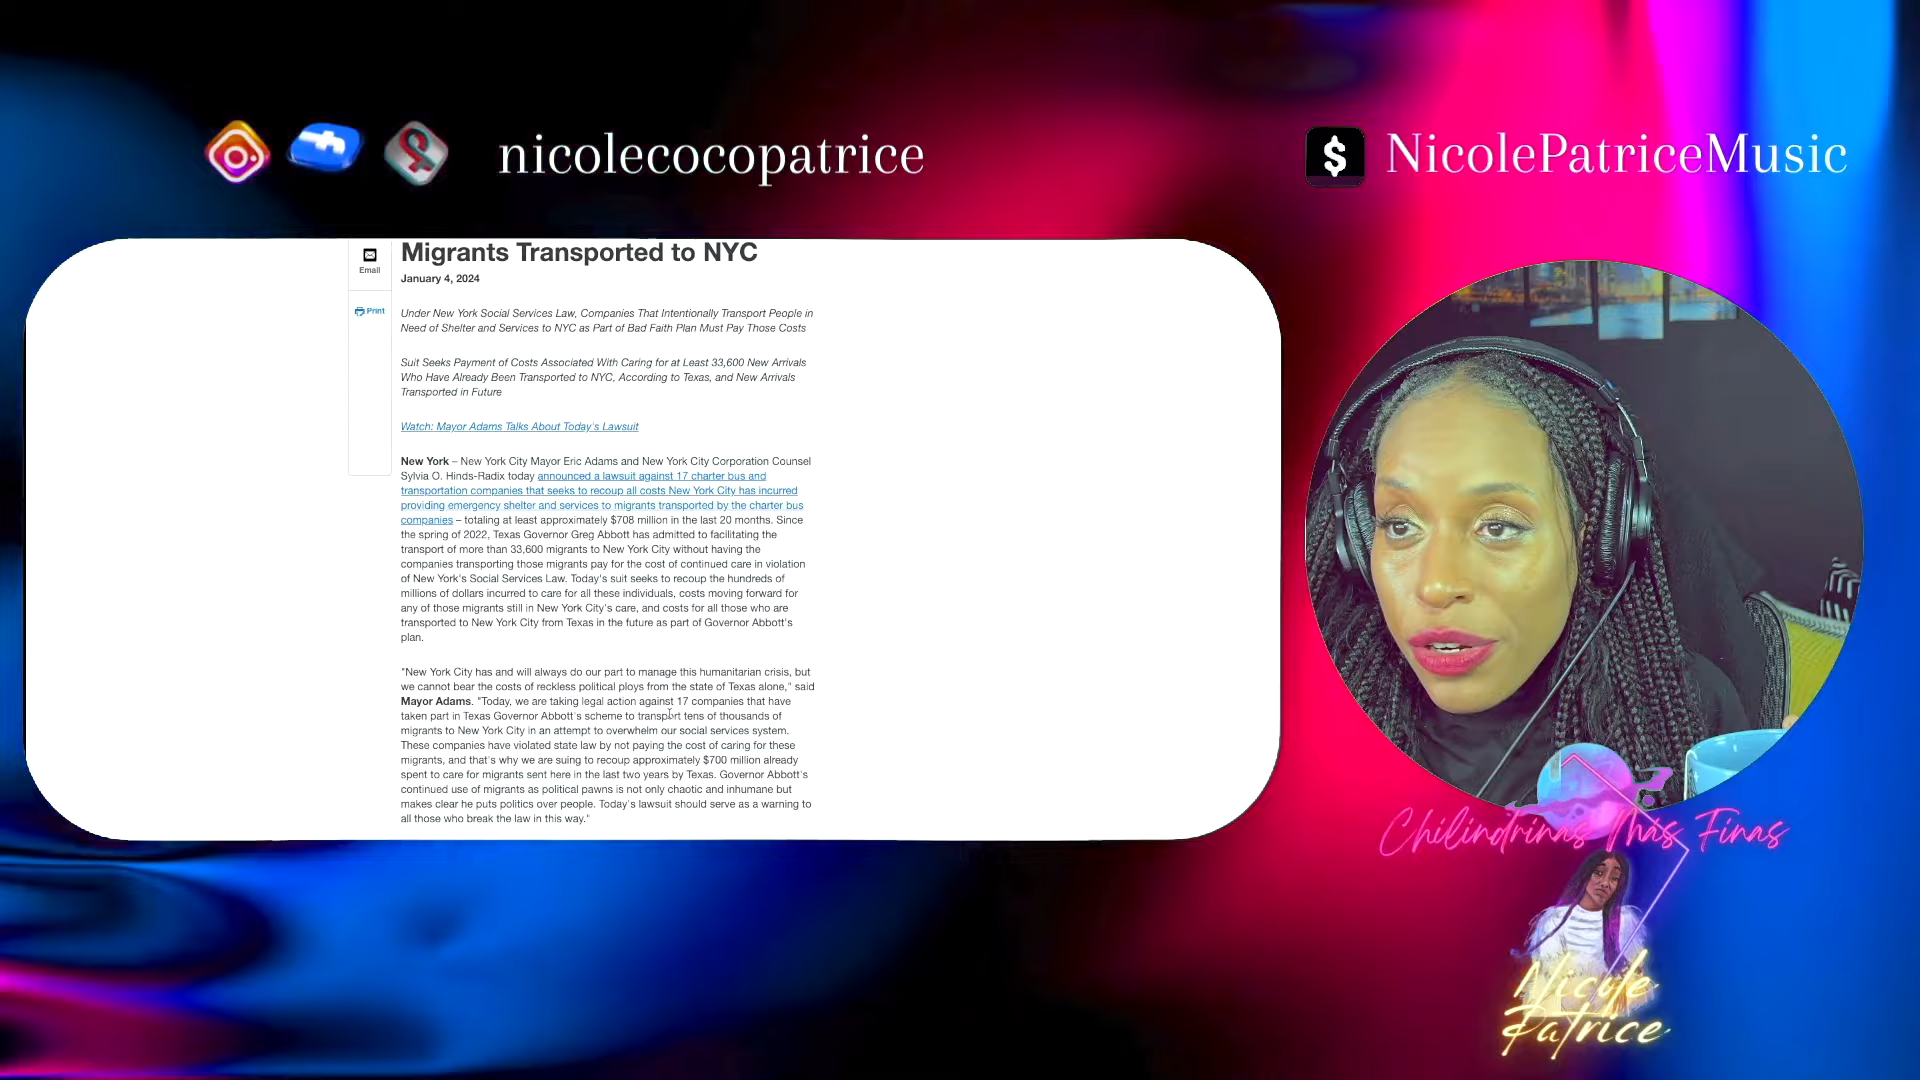 nicolecocopatrice
$ NicolePatriceMusic
Migrants Transported to NYC
Email
January 4, 2024
Print
Under New York Social Services Law, Companies That Intentionally Transport People in
Need of Shelter and Services to NYC as Part of Bad Faith Plan Must Pay Those Costs
Suit Seeks Payment of Costs Associated With Caring for at Least 33,600 New Arrivals
Who Have Already Been Transported to NYC, According to Texas, and New Arrivals
Transported in Future
Watch: Mayor Adams Talks About Today's Lawsuit
New York – New York City Mayor Eric Adams and New York City Corporation Counsel
Sylvia O. Hinds-Radix today announced a lawsuit against 17 charter bus and
transportation companies that seeks to recoup all costs New York City has incurred
providing emergency shelter and services to migrants transported by the charter bus
companies – totaling at least approximately $708 million in the last 20 months. Since
the spring of 2022, Texas Governor Greg Abbott has admitted to facilitating the
transport of more than 33,600 migrants to New York City without having the
companies transporting those migrants pay for the cost of continued care in violation
of New York's Social Services Law. Today's suit seeks to recoup the hundreds of
millions of dollars incurred to care for all these individuals, costs moving forward for
any of those migrants still in New York City's care, and costs for all those who are
transported to New York City from Texas in the future as part of Governor Abbott's
plan.
"New York City has and will always do our part to manage this humanitarian crisis, but
we cannot bear the costs of reckless political ploys from the state of Texas alone," said
Mayor Adams. "Today, we are taking legal action against 17 companies that have
taken part in Texas Governor Abbott's scheme to transport tens of thousands of
migrants to New York City in an attempt to overwhelm our social services system.
These companies have violated state law by not paying the cost of caring for these
migrants, and that's why we are suing to recoup approximately $700 million already
spent to care for migrants sent here in the last two years by Texas. Governor Abbott's
continued use of migrants as political pawns is not only chaotic and inhumane but
makes clear he puts politics over people. Today's lawsuit should serve as a warning to
all those who break the law in this way."
Chilindrinas Más Finas
Nicole
Patrice